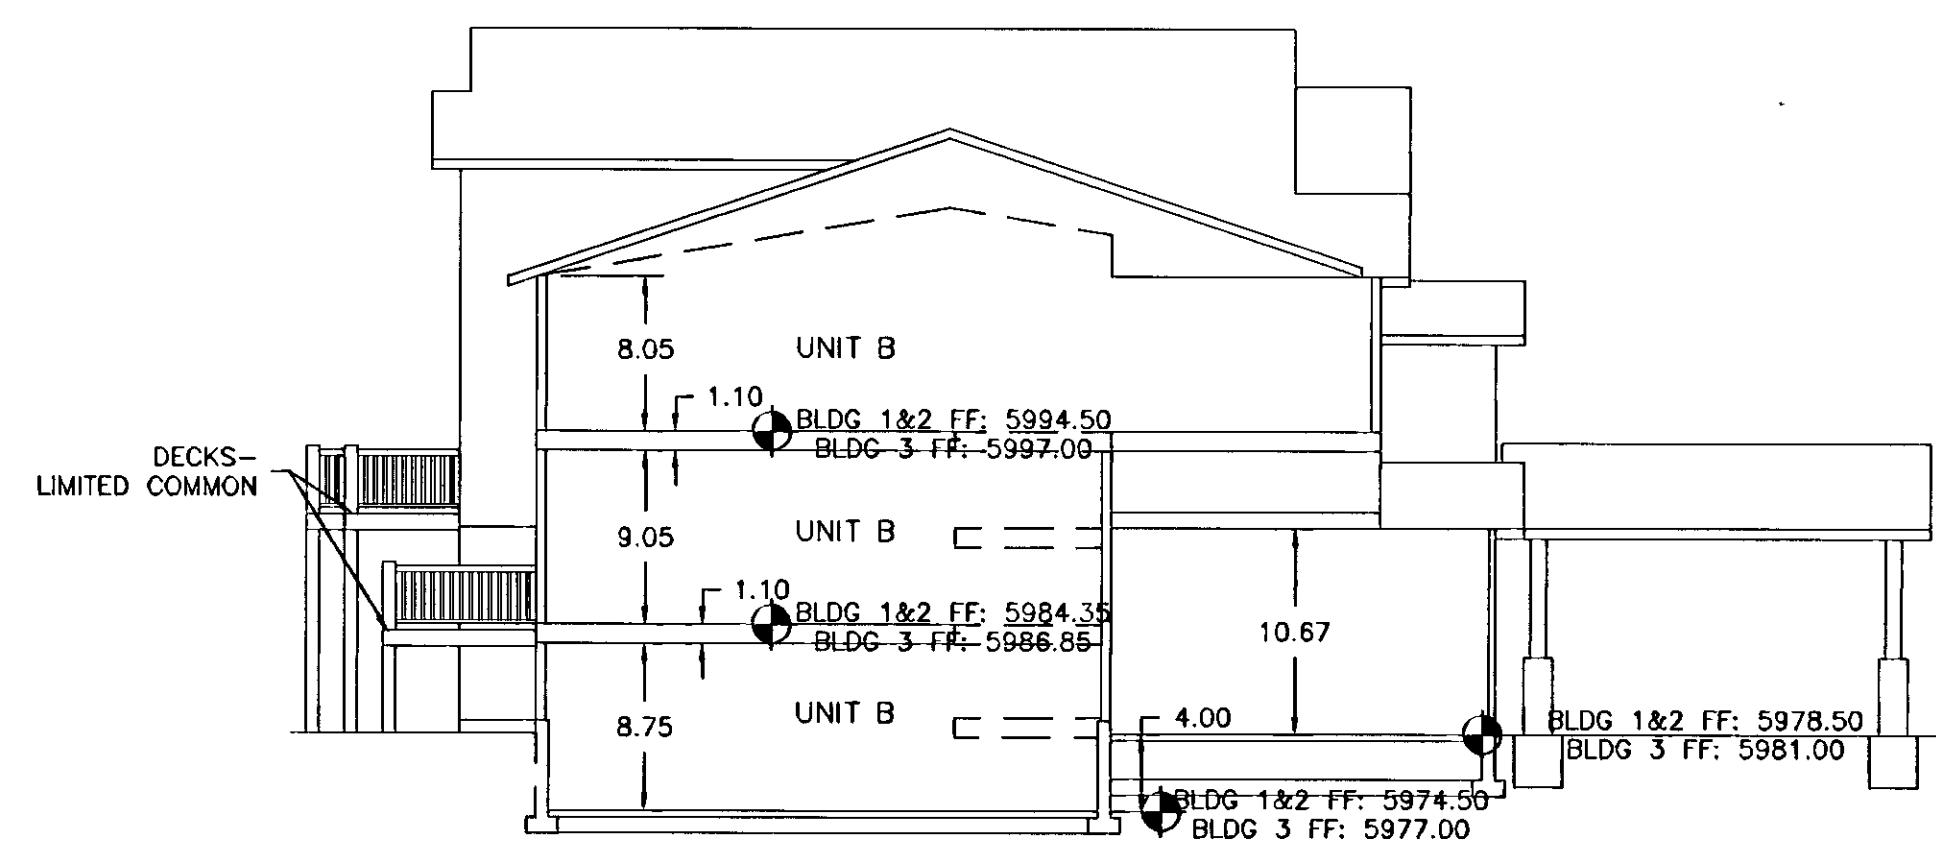 8.05
UNIT B
1.10
BLDG 1&2 FF: 5994.50
BLDG 3 FF: 5997.00
DECKS-
LIMITED COMMON
9.05
UNIT B
1.10
BLDG 1&2 FF: 5984.35
BLDG 3 FF: 5986.85
10.67
8.75
UNIT B
4.00
BLDG 1&2 FF: 5978.50
BLDG 3 FF: 5981.00
BLDG 1&2 FF: 5974.50
BLDG 3 FF: 5977.00